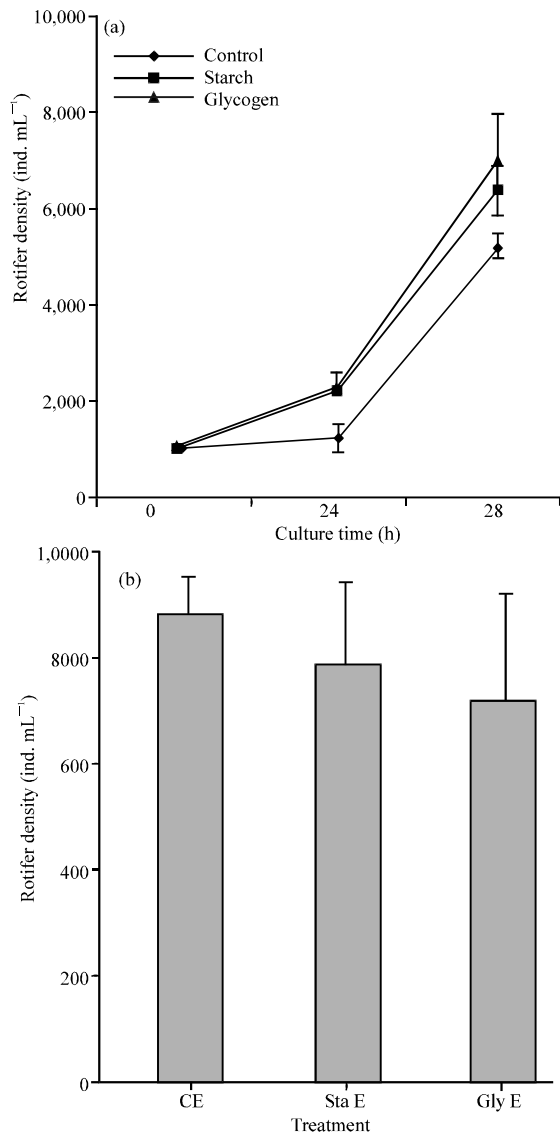 (a)
Control
Starch
Glycogen
10,000
8,000
6,000
4,000
2,000
0
Rotifer density (ind. mL⁻¹)
0 24 28
Culture time (h)
(b)
1,0000
8000
600
400
200
0
Rotifer density (ind. mL⁻¹)
CE Sta E Gly E
Treatment